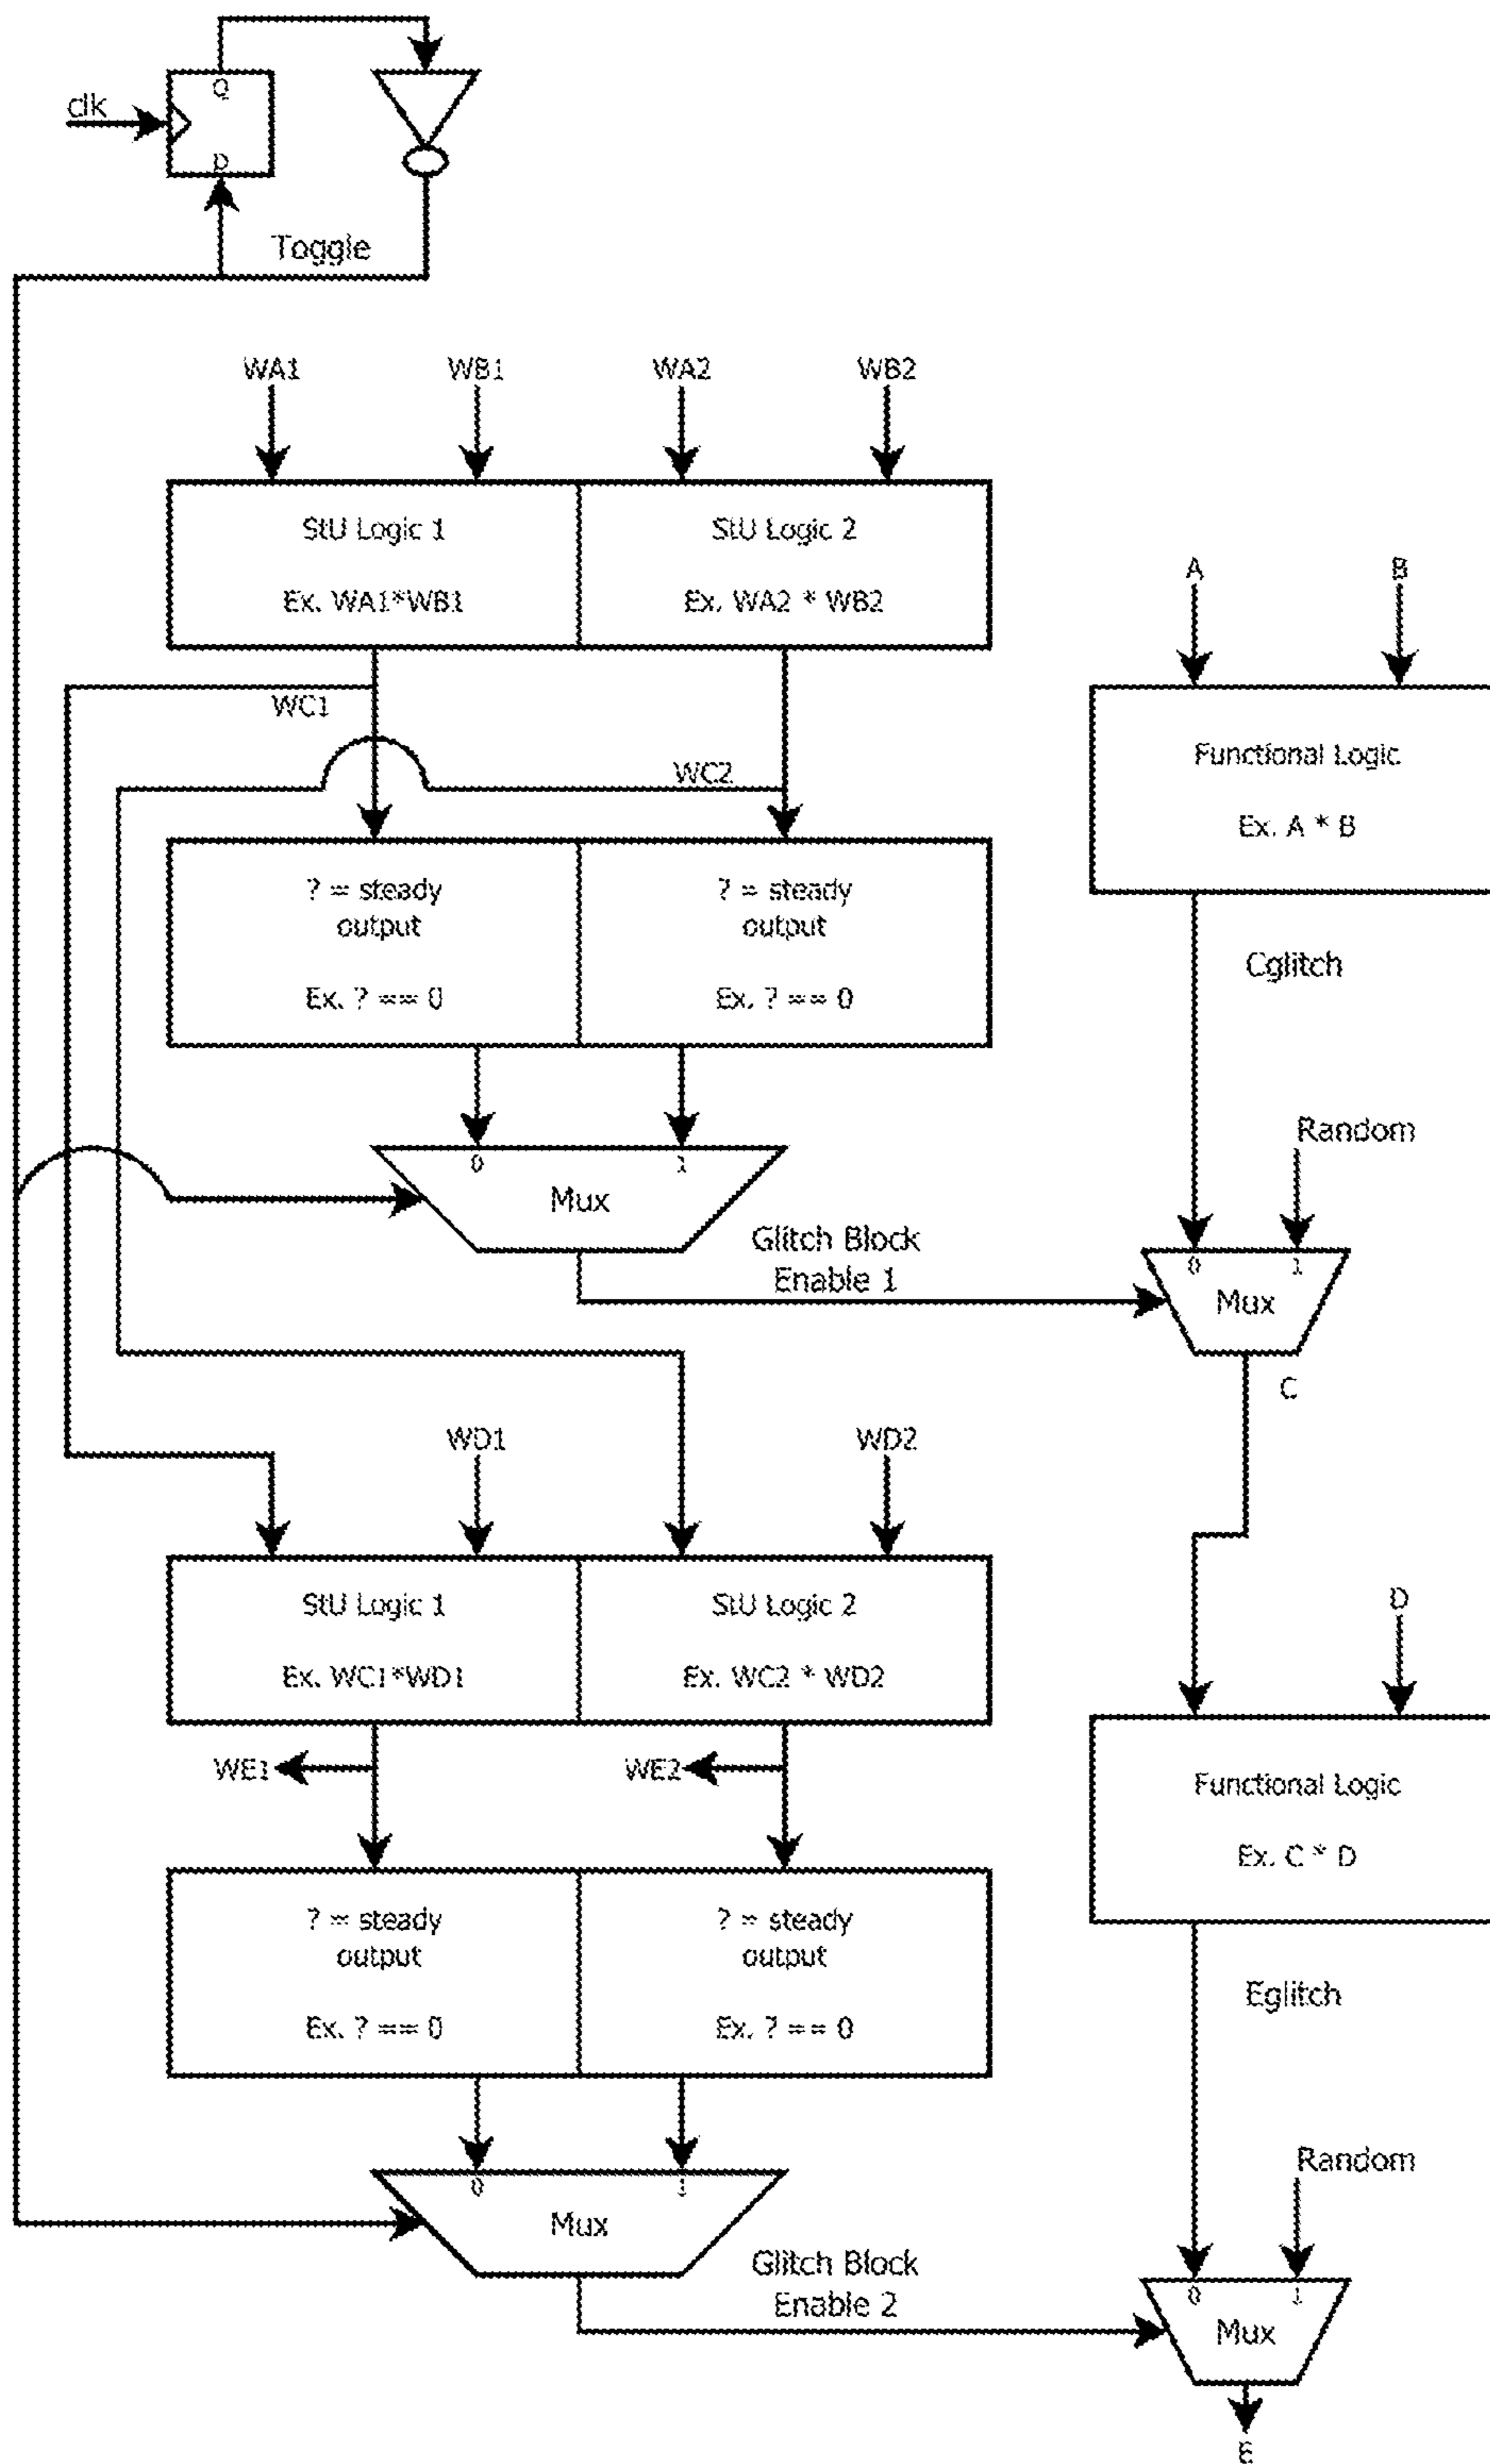 Q
clk
D
Toggle
WA1 WB1 WA2 WB2
StU Logic 1
Ex. WA1*WB1
StU Logic 2
Ex. WA2 * WB2
A B
WC1
WC2
Functional Logic
Ex. A * B
? = steady
output
Ex. ? == 0
? = steady
output
Ex. ? == 0
Cglitch
Random
0 1
Mux
Glitch Block
Enable 1
0 1
Mux
C
WD1 WD2
StU Logic 1
Ex. WC1*WD1
StU Logic 2
Ex. WC2 * WD2
D
WE1 WE2
Functional Logic
Ex. C * D
? = steady
output
Ex. ? == 0
? = steady
output
Ex. ? == 0
Eglitch
Random
0 1
Mux
Glitch Block
Enable 2
0 1
Mux
E